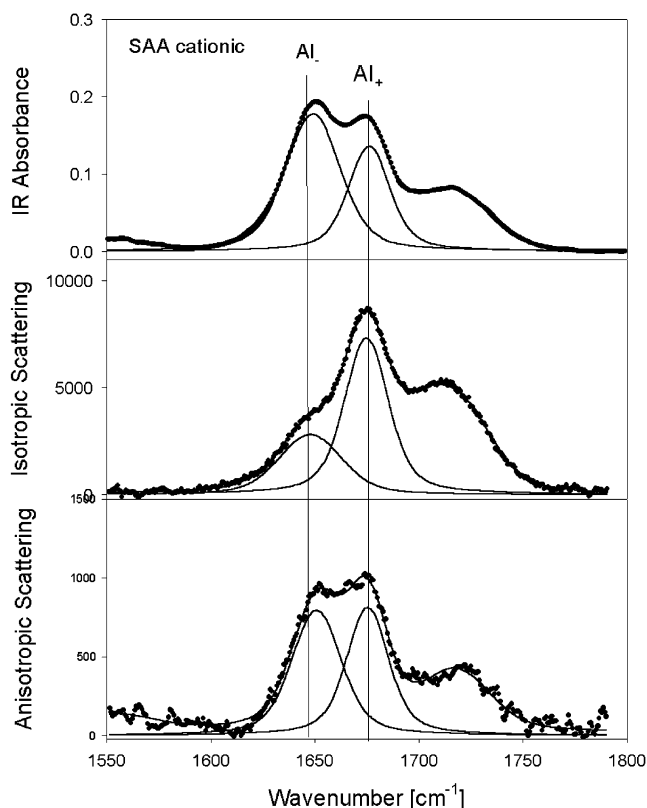 SAA cationic
AI-
AI+
0.3
0.2
0.1
0.0
IR Absorbance
10000
5000
0
Isotropic Scattering
1500
1000
500
0
Anisotropic Scattering
1550 1600 1650 1700 1750 1800
Wavenumber [cm-1]